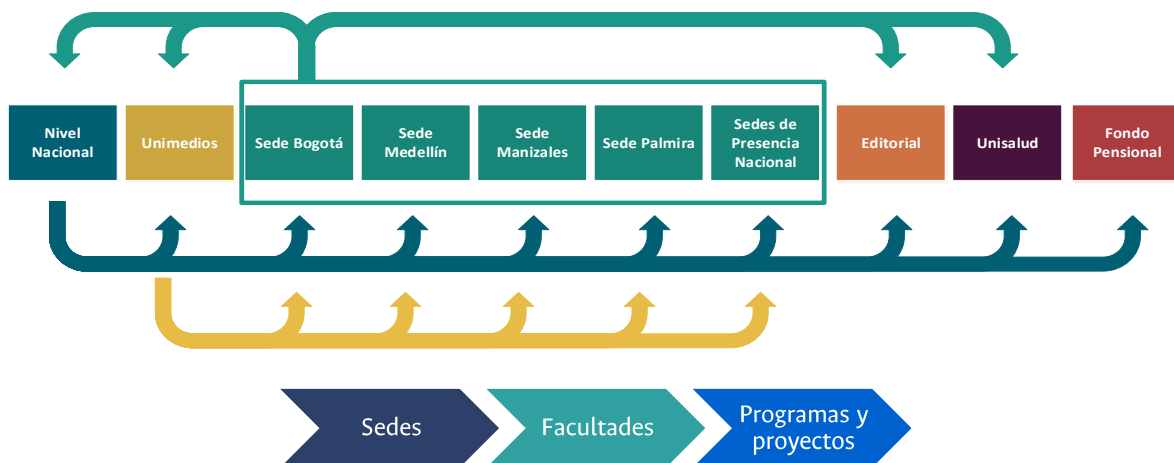 Nivel
Nacional
Unimedios
Sede Bogotá
Sede
Medellín
Sede
Manizales
Sede Palmira
Sedes de
Presencia
Nacional
Editorial
Unisalud
Fondo
Pensional
Sedes
Facultades
Programas y
proyectos